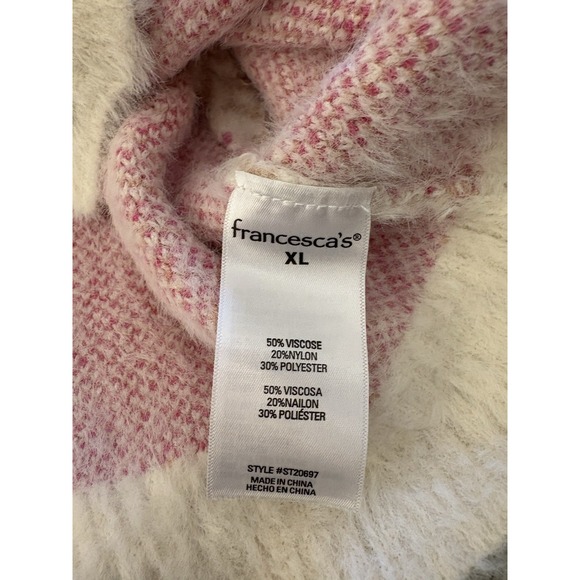 francesca's®
XL
50% VISCOSE
20%NYLON
30% POLYESTER
50% VISCOSA
20%NAILON
30% POLIÉSTER
STYLE #ST20697
MADE IN CHINA
HECHO EN CHINA